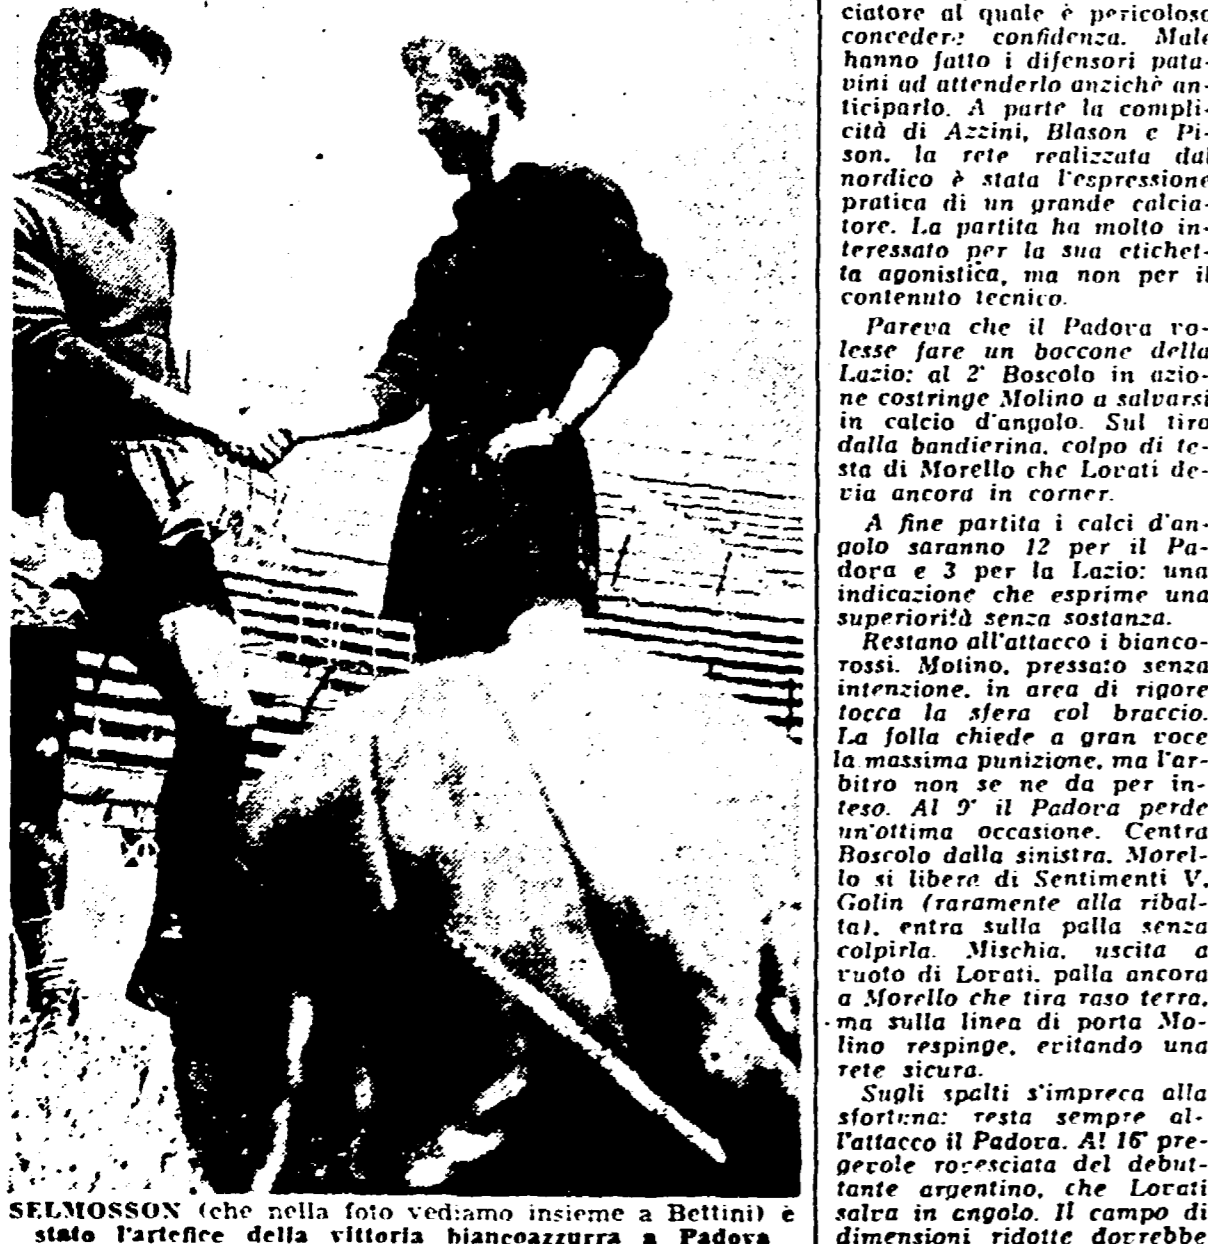 SELMOSSON (che nella foto vediamo insieme a Bettini) è
stato l'artefice della vittoria biancoazzurra a Padova
ciatore al quale è pericoloso
concedere confidenza. Male
hanno fatto i difensori pata-
vini ad attenderlo anzichè an-
ticiparlo. A parte la compli-
cità di Azzini, Blason e Pi-
son, la rete realizzata dal
nordico è stata l'espressione
pratica di un grande calcia-
tore. La partita ha molto in-
teressato per la sua etichet-
ta agonistica, ma non per il
contenuto tecnico.
Pareva che il Padova vo-
lesse fare un boccone della
Lazio: al 2' Boscolo in azio-
ne costringe Molino a salvarsi
in calcio d'angolo. Sul tiro
dalla bandierina, colpo di te-
sta di Morello che Lovati de-
via ancora in corner.
A fine partita i calci d'an-
golo saranno 12 per il Pa-
dova e 3 per la Lazio: una
indicazione che esprime una
superiorità senza sostanza.
Restano all'attacco i bianco-
rossi. Molino, pressato senza
intenzione, in area di rigore
tocca la sfera col braccio.
La folla chiede a gran voce
la massima punizione, ma l'ar-
bitro non se ne da per in-
teso. Al 9' il Padova perde
un'ottima occasione. Centra
Boscolo dalla sinistra, Morel-
lo si libera di Sentimenti V,
Golin (raramente alla ribal-
ta), entra sulla palla senza
colpirla. Mischia, uscita a
vuoto di Lovati, palla ancora
a Morello che tira raso terra,
ma sulla linea di porta Mo-
lino respinge, evitando una
rete sicura.
Sugli spalti s'impreca alla
sfortuna: resta sempre al-
l'attacco il Padova. Al 16' pre-
gevole rovesciata del debut-
tante argentino, che Lovati
salva in angolo. Il campo di
dimensioni ridotte dovrebbe